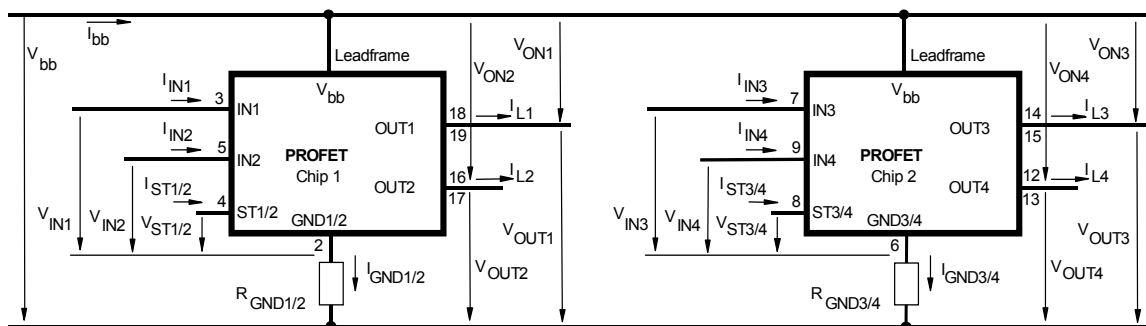 I bb
V bb
Leadframe
V bb
I IN1
3
IN1
I IN2
5
IN2
I ST1/2
4
ST1/2
V IN1
V IN2
V ST1/2
PROFET
Chip 1
OUT1
OUT2
GND1/2
2
18
19
16
17
I L1
I L2
V ON1
V ON2
V OUT1
V OUT2
R GND1/2
I GND1/2
Leadframe
V bb
I IN3
7
IN3
I IN4
9
IN4
I ST3/4
8
ST3/4
V IN3
V IN4
V ST3/4
PROFET
Chip 2
OUT3
OUT4
GND3/4
6
14
15
12
13
I L3
I L4
V ON3
V ON4
V OUT3
V OUT4
R GND3/4
I GND3/4